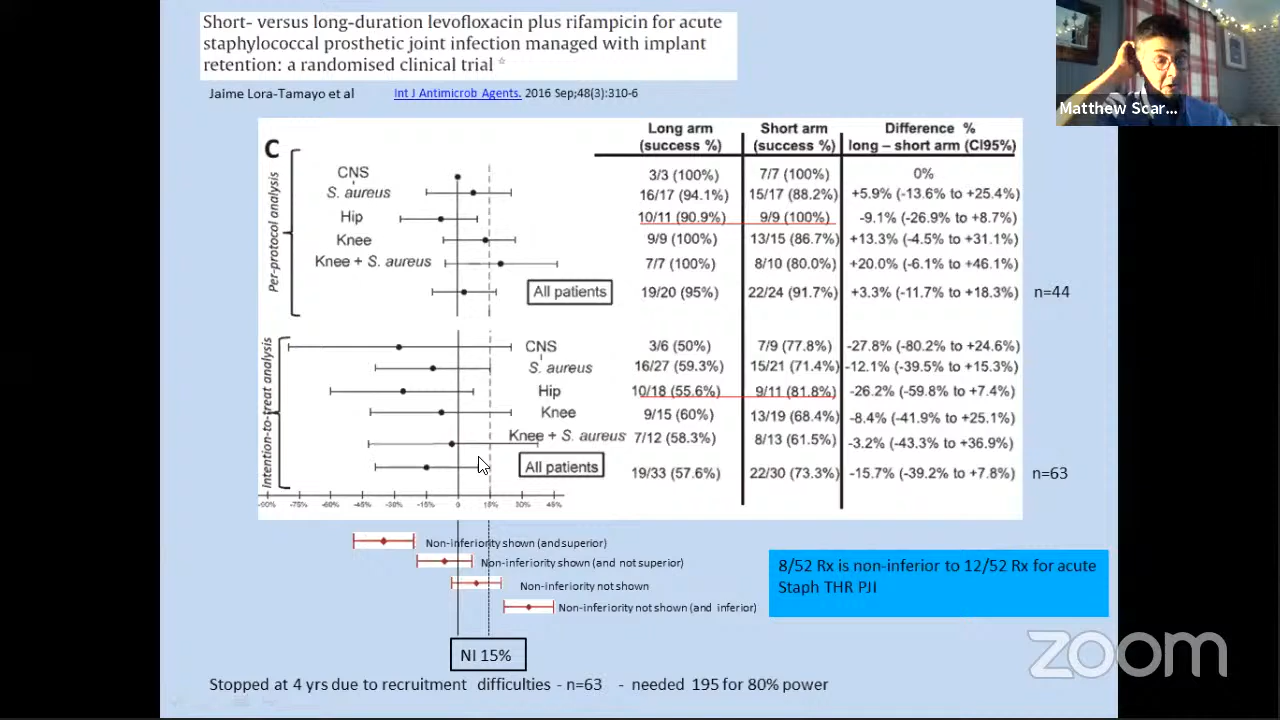 Short- versus long-duration levofloxacin plus rifampicin for acute
staphylococcal prosthetic joint infection managed with implant
retention: a randomised clinical trial ☆
Jaime Lora-Tamayo et al Int J Antimicrob Agents. 2016 Sep;48(3):310-6
Matthew Scar...
C
Long arm Short arm Difference %
(success %) (success %) long – short arm (CI95%)
Per-protocol analysis
CNS 3/3 (100%) 7/7 (100%) 0%
S. aureus 16/17 (94.1%) 15/17 (88.2%) +5.9% (-13.6% to +25.4%)
Hip 10/11 (90.9%) 9/9 (100%) -9.1% (-26.9% to +8.7%)
Knee 9/9 (100%) 13/15 (86.7%) +13.3% (-4.5% to +31.1%)
Knee + S. aureus 7/7 (100%) 8/10 (80.0%) +20.0% (-6.1% to +46.1%)
All patients 19/20 (95%) 22/24 (91.7%) +3.3% (-11.7% to +18.3%) n=44
Intention-to-treat analysis
CNS 3/6 (50%) 7/9 (77.8%) -27.8% (-80.2% to +24.6%)
S. aureus 16/27 (59.3%) 15/21 (71.4%) -12.1% (-39.5% to +15.3%)
Hip 10/18 (55.6%) 9/11 (81.8%) -26.2% (-59.8% to +7.4%)
Knee 9/15 (60%) 13/19 (68.4%) -8.4% (-41.9% to +25.1%)
Knee + S. aureus 7/12 (58.3%) 8/13 (61.5%) -3.2% (-43.3% to +36.9%)
All patients 19/33 (57.6%) 22/30 (73.3%) -15.7% (-39.2% to +7.8%) n=63
-90% -75% -60% -45% -30% -15% 0 15% 30% 45%
Non-inferiority shown (and superior)
Non-inferiority shown (and not superior)
Non-inferiority not shown
Non-inferiority not shown (and inferior)
8/52 Rx is non-inferior to 12/52 Rx for acute
Staph THR PJI
NI 15%
zoom
Stopped at 4 yrs due to recruitment difficulties - n=63 - needed 195 for 80% power